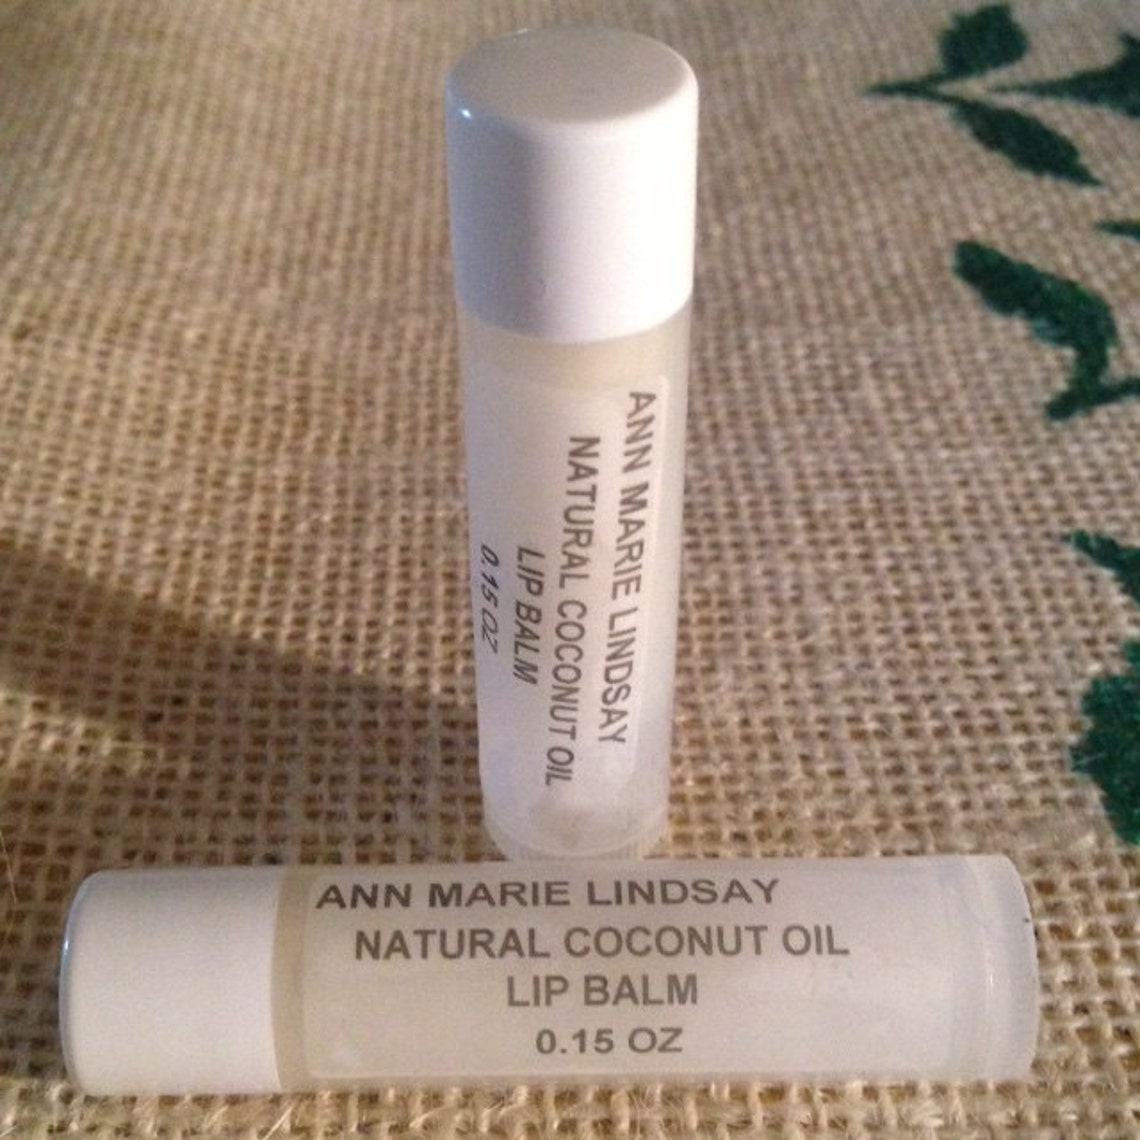 ANN MARIE LINDSAY
NATURAL COCONUT OIL
LIP BALM
0.15 OZ
ANN MARIE LINDSAY
NATURAL COCONUT OIL
LIP BALM
0.15 OZ